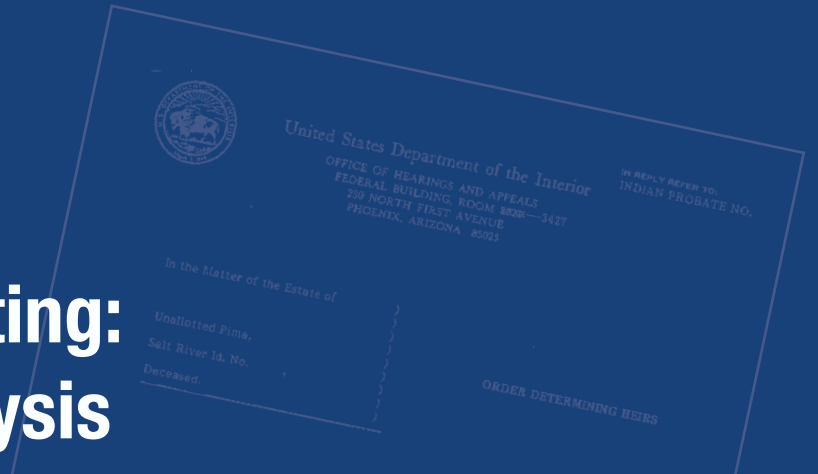 United States Department of the Interior
OFFICE OF HEARINGS AND APPEALS
FEDERAL BUILDING, ROOM 3427
230 NORTH FIRST AVENUE
PHOENIX, ARIZONA 85025
IN REPLY REFER TO:
INDIAN PROBATE NO.
In the Matter of the Estate of
Unallotted Pima,
Salt River Id. No.
Deceased.
)
)
)
)
)
)
ORDER DETERMINING HEIRS
ting:
ysis